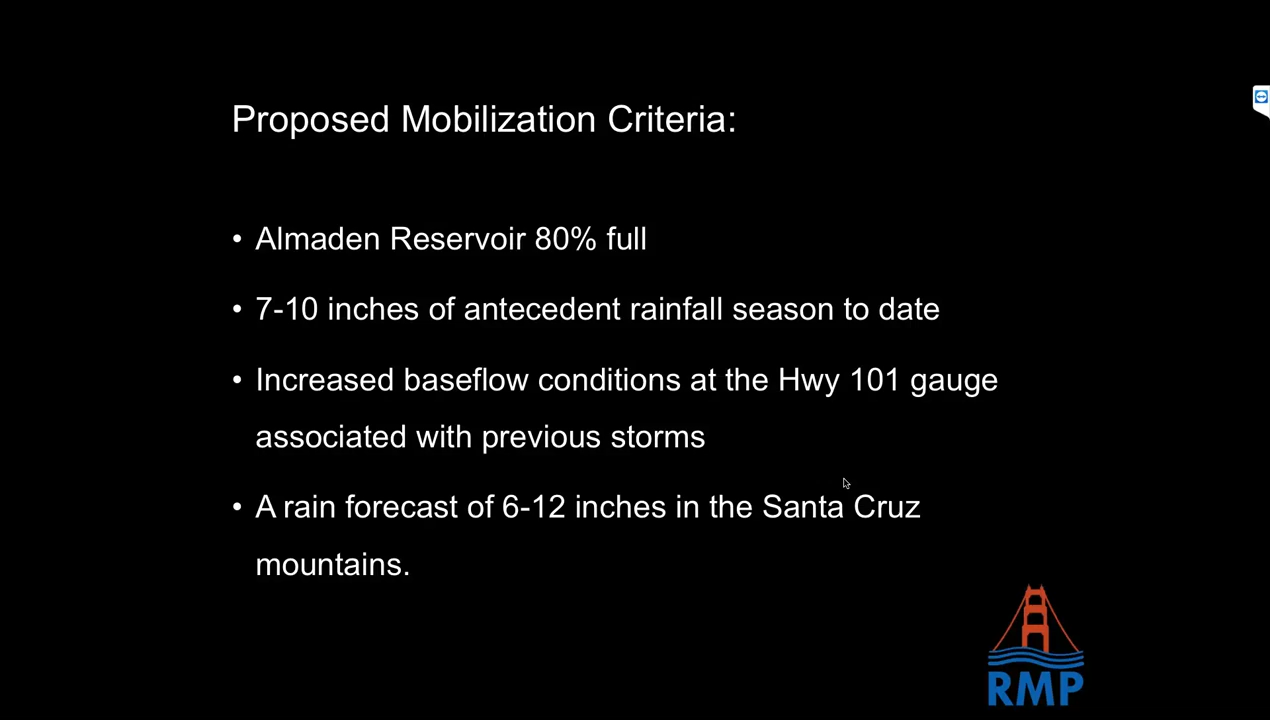 Proposed Mobilization Criteria:
• Almaden Reservoir 80% full
• 7-10 inches of antecedent rainfall season to date
• Increased baseflow conditions at the Hwy 101 gauge
associated with previous storms
• A rain forecast of 6-12 inches in the Santa Cruz
mountains.
RMP